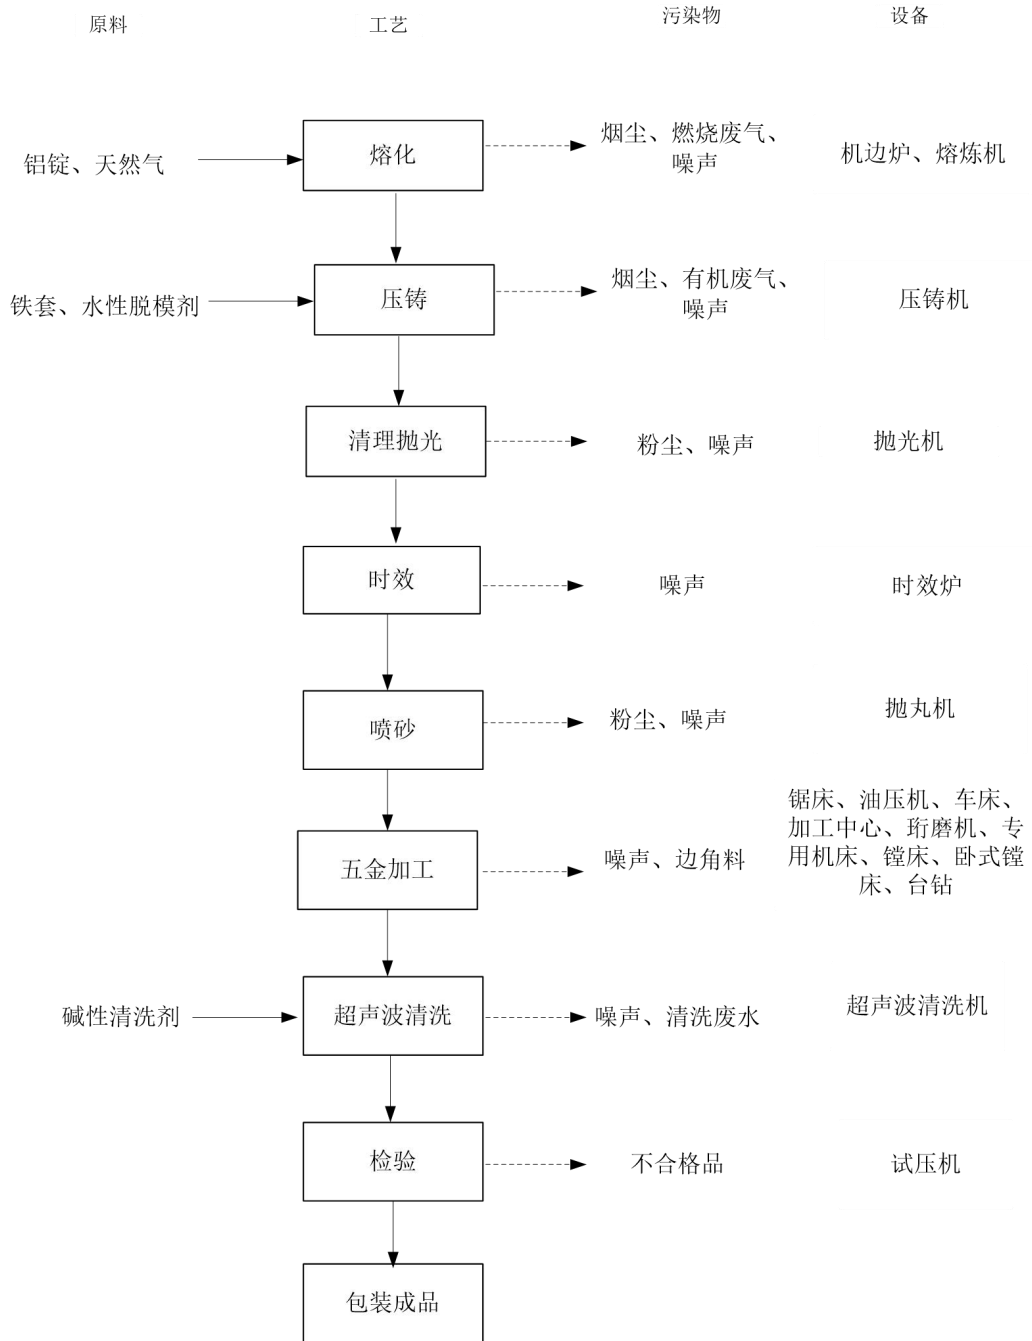 原料
工艺
污染物
设备
铝锭、天然气
熔化
烟尘、燃烧废气、
噪声
机边炉、熔炼机
铁套、水性脱模剂
压铸
烟尘、有机废气、
噪声
压铸机
清理抛光
粉尘、噪声
抛光机
时效
噪声
时效炉
喷砂
粉尘、噪声
抛丸机
五金加工
噪声、边角料
锯床、油压机、车床、
加工中心、珩磨机、专
用机床、镗床、卧式镗
床、台钻
碱性清洗剂
超声波清洗
噪声、清洗废水
超声波清洗机
检验
不合格品
试压机
包装成品